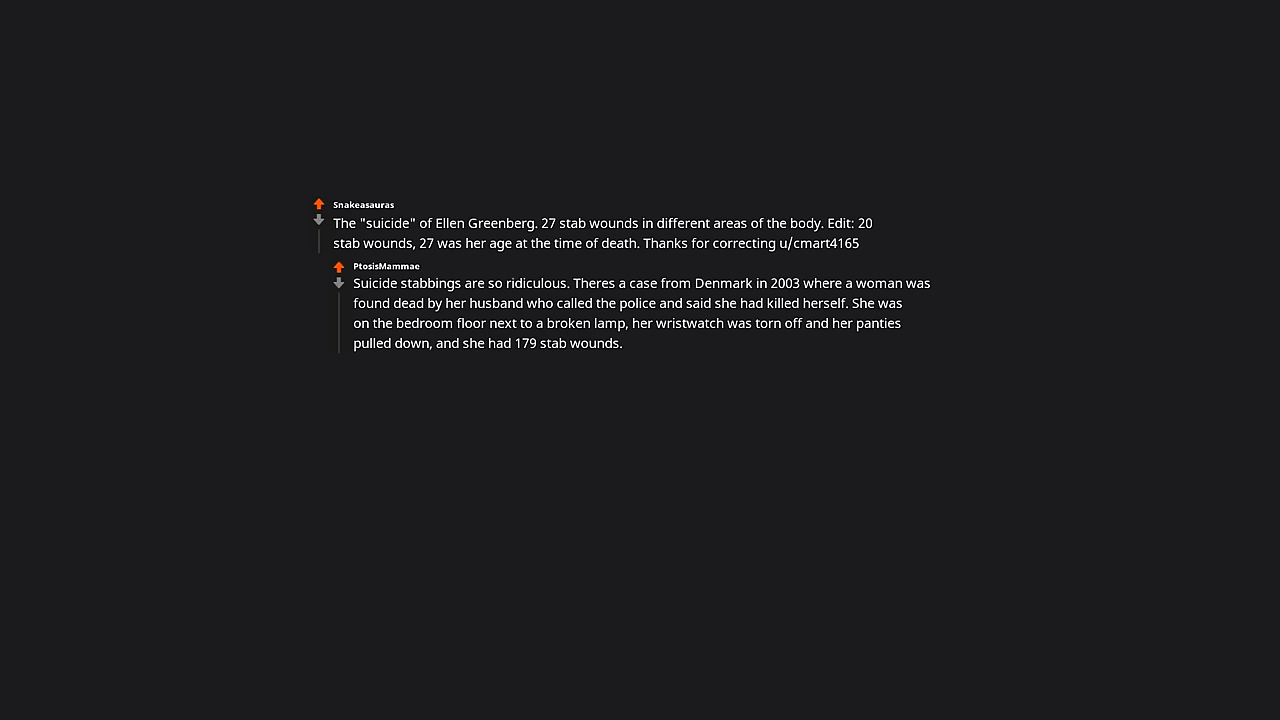 Snakeasauras
The "suicide" of Ellen Greenberg. 27 stab wounds in different areas of the body. Edit: 20
stab wounds, 27 was her age at the time of death. Thanks for correcting u/cmart4165
PtosisMammae
Suicide stabbings are so ridiculous. Theres a case from Denmark in 2003 where a woman was
found dead by her husband who called the police and said she had killed herself. She was
on the bedroom floor next to a broken lamp, her wristwatch was torn off and her panties
pulled down, and she had 179 stab wounds.